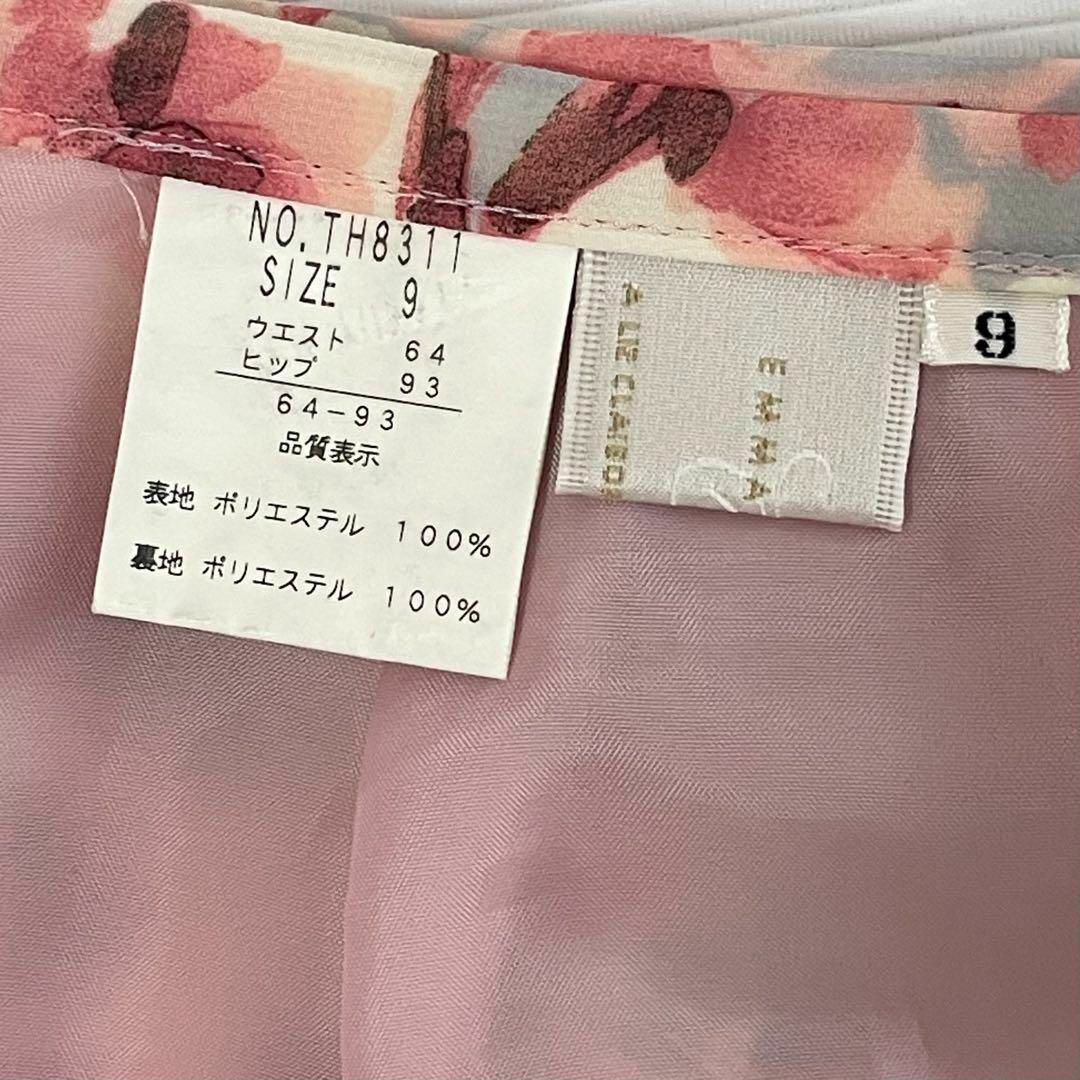 NO.TH8311
SIZE 9
ウエスト 64
ヒップ 93
64-93
品質表示
表地 ポリエステル 100%
裏地 ポリエステル 100%
EMMA
9